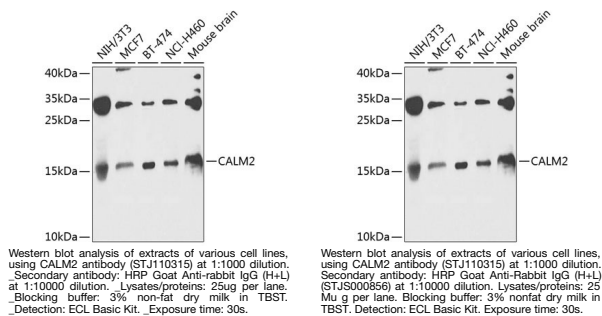 NIH/3T3
MCF7
BT-474
NCI-H460
Mouse brain
40kDa
35kDa
25kDa
15kDa
10kDa
CALM2
Western blot analysis of extracts of various cell lines,
using CALM2 antibody (STJ110315) at 1:1000 dilution.
_Secondary antibody: HRP Goat Anti-rabbit IgG (H+L)
at 1:10000 dilution. _Lysates/proteins: 25ug per lane.
_Blocking buffer: 3% non-fat dry milk in TBST.
_Detection: ECL Basic Kit. _Exposure time: 30s.
NIH/3T3
MCF7
BT-474
NCI-H460
Mouse brain
40kDa
35kDa
25kDa
15kDa
10kDa
CALM2
Western blot analysis of extracts of various cell lines,
using CALM2 antibody (STJ110315) at 1:1000 dilution.
Secondary antibody: HRP Goat Anti-Rabbit IgG (H+L)
(STJS000856) at 1:10000 dilution. Lysates/proteins: 25
Mu g per lane. Blocking buffer: 3% nonfat dry milk in
TBST. Detection: ECL Basic Kit. Exposure time: 30s.